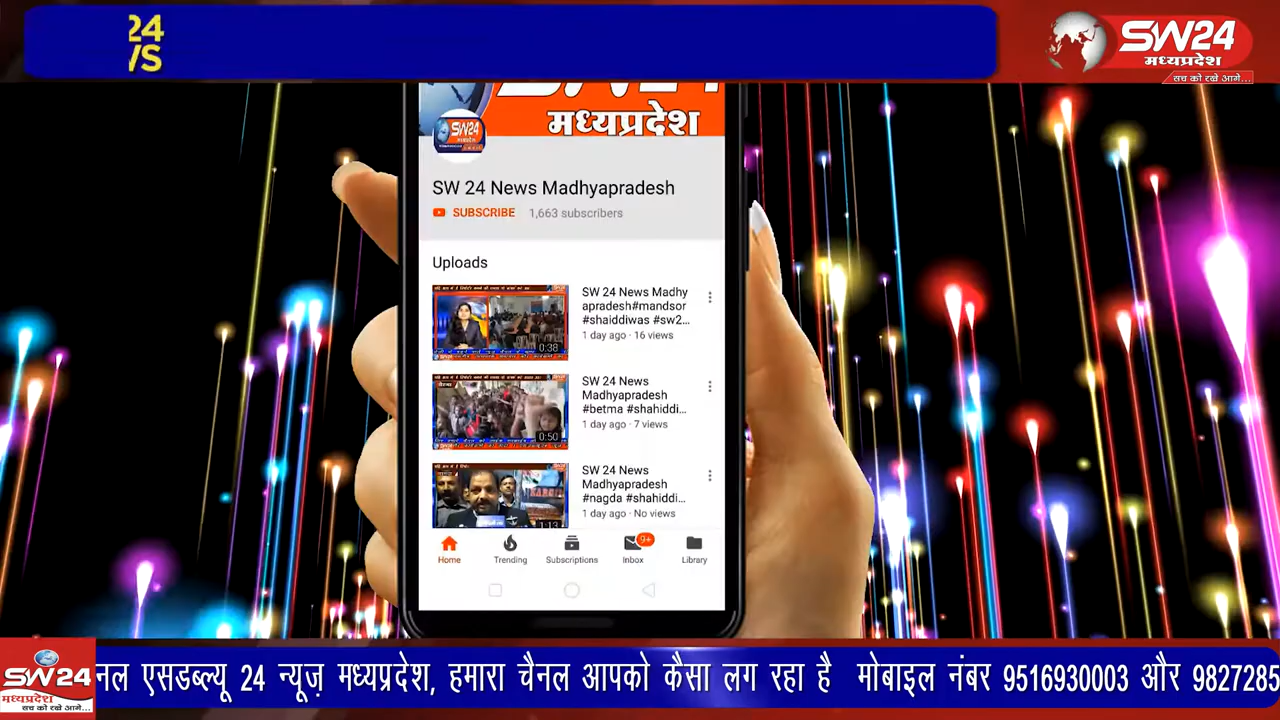 24
/S
SW24
मध्यप्रदेश
सच को रखे आगे...
मध्यप्रदेश
SW24
SW 24 News Madhyapradesh
SUBSCRIBE 1,663 subscribers
Uploads
SW 24 News Madhy
apradesh#mandsor
#shaiddiwas #sw2...
1 day ago · 16 views
0:38
SW 24 News
Madhyapradesh
#betma #shahiddi...
1 day ago · 7 views
0:50
SW 24 News
Madhyapradesh
#nagda #shahiddi...
1 day ago · No views
1:13
9+
Home Trending Subscriptions Inbox Library
SW24
मध्यप्रदेश
सच को रखे आगे...
नल एसडब्ल्यू 24 न्यूज़ मध्यप्रदेश, हमारा चैनल आपको कैसा लग रहा है मोबाइल नंबर 9516930003 और 9827285